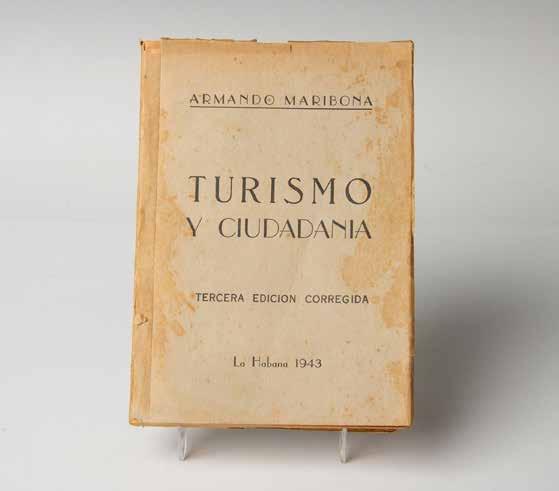 ARMANDO MARIBONA
TURISMO
Y CIUDADANIA
TERCERA EDICION CORREGIDA
La Habana 1943